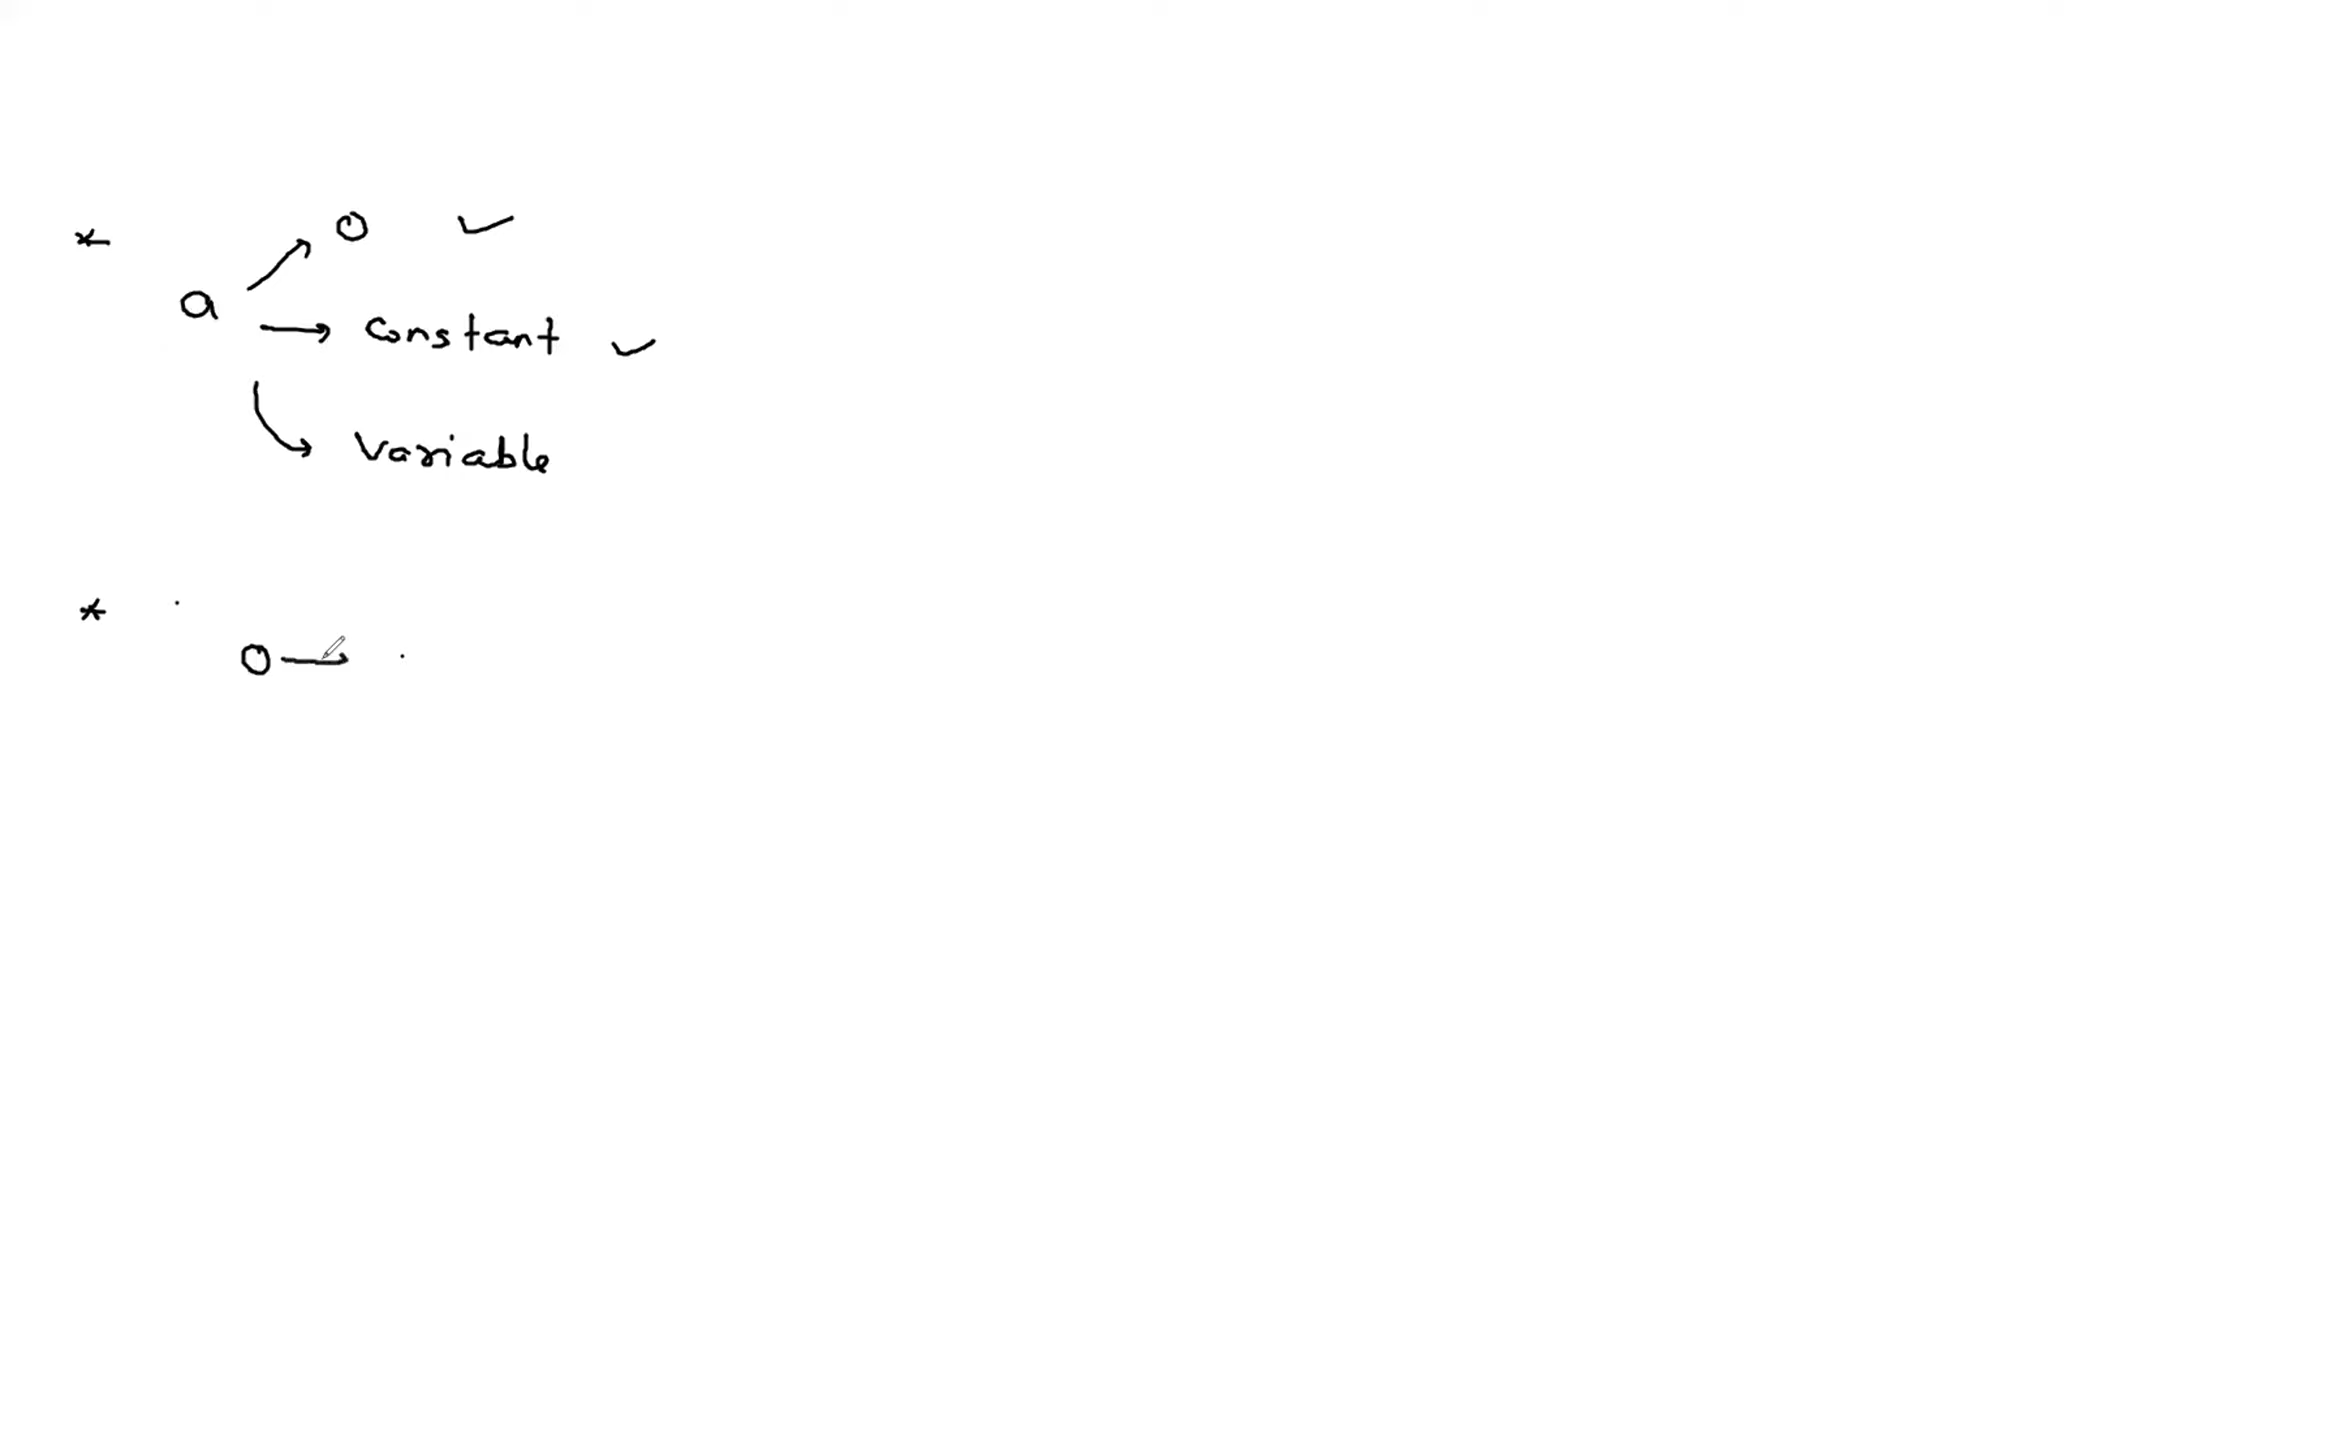 * 0 ✓
a
→ Constant ✓
→ Variable
*
0 →